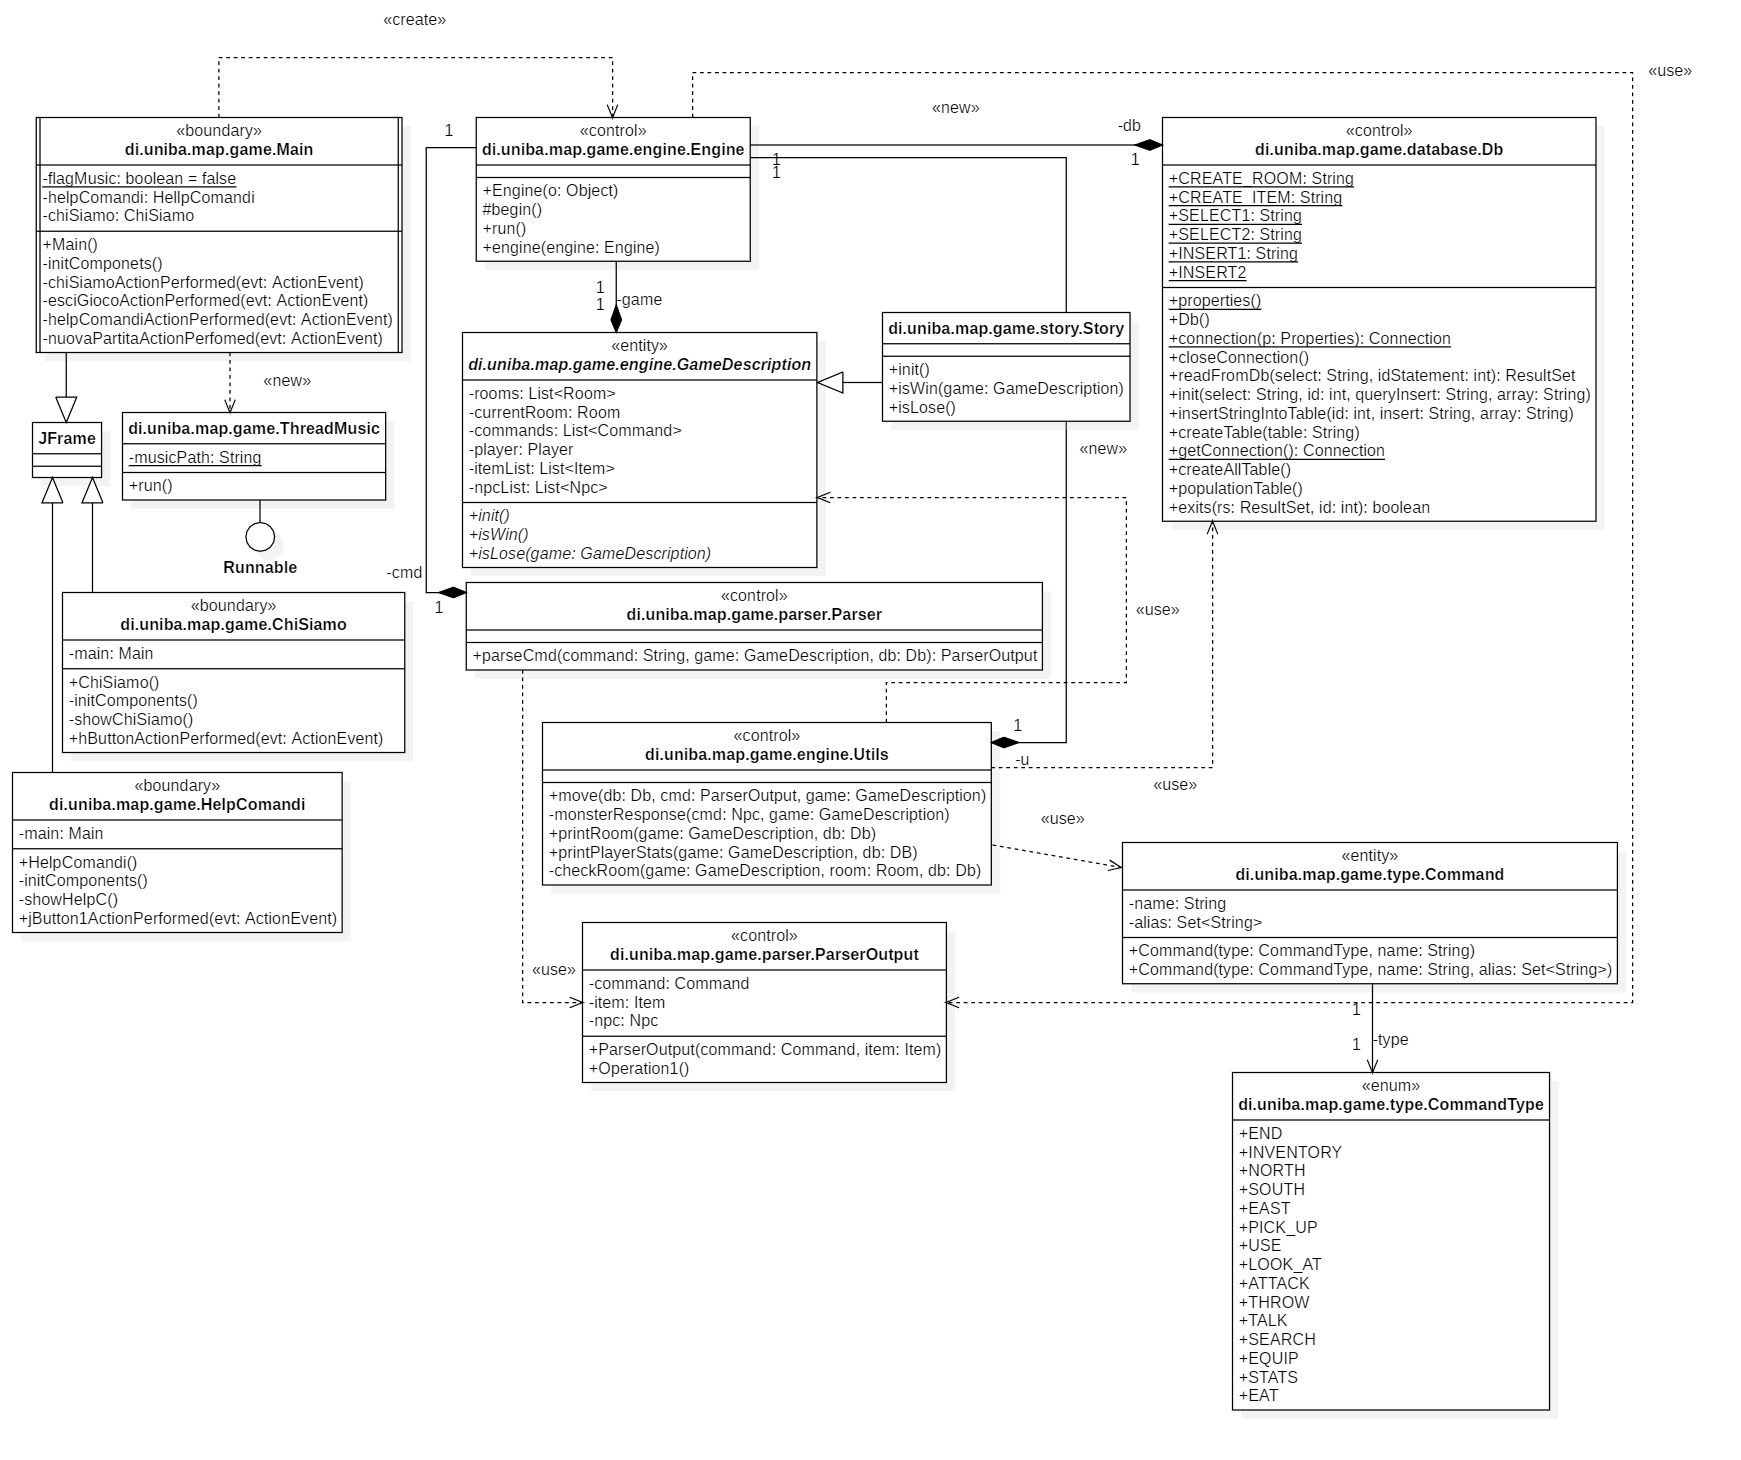 «create»
«use»
«new»
«boundary»
di.uniba.map.game.Main
-flagMusic: boolean = false
-helpComandi: HellpComandi
-chiSiamo: ChiSiamo
+Main()
-initComponets()
-chiSiamoActionPerformed(evt: ActionEvent)
-esciGiocoActionPerformed(evt: ActionEvent)
-helpComandiActionPerformed(evt: ActionEvent)
-nuovaPartitaActionPerfomed(evt: ActionEvent)
1
«control»
di.uniba.map.game.engine.Engine
+Engine(o: Object)
#begin()
+run()
+engine(engine: Engine)
1
1
-db
1
«control»
di.uniba.map.game.database.Db
+CREATE_ROOM: String
+CREATE_ITEM: String
+SELECT1: String
+SELECT2: String
+INSERT1: String
+INSERT2
+properties()
+Db()
+connection(p: Properties): Connection
+closeConnection()
+readFromDb(select: String, idStatement: int): ResultSet
+init(select: String, id: int, queryInsert: String, array: String)
+insertStringIntoTable(id: int, insert: String, array: String)
+createTable(table: String)
+getConnection(): Connection
+createAllTable()
+populationTable()
+exits(rs: ResultSet, id: int): boolean
1
1
-game
«entity»
di.uniba.map.game.engine.GameDescription
-rooms: List<Room>
-currentRoom: Room
-commands: List<Command>
-player: Player
-itemList: List<Item>
-npcList: List<Npc>
+init()
+isWin()
+isLose(game: GameDescription)
di.uniba.map.game.story.Story
+init()
+isWin(game: GameDescription)
+isLose()
«new»
«new»
JFrame
di.uniba.map.game.ThreadMusic
-musicPath: String
+run()
Runnable
-cmd
1
«control»
di.uniba.map.game.parser.Parser
+parseCmd(command: String, game: GameDescription, db: Db): ParserOutput
«use»
«boundary»
di.uniba.map.game.ChiSiamo
-main: Main
+ChiSiamo()
-initComponents()
-showChiSiamo()
+hButtonActionPerformed(evt: ActionEvent)
«control»
di.uniba.map.game.engine.Utils
+move(db: Db, cmd: ParserOutput, game: GameDescription)
-monsterResponse(cmd: Npc, game: GameDescription)
+printRoom(game: GameDescription, db: Db)
+printPlayerStats(game: GameDescription, db: DB)
-checkRoom(game: GameDescription, room: Room, db: Db)
1
-u
«use»
«use»
«boundary»
di.uniba.map.game.HelpComandi
-main: Main
+HelpComandi()
-initComponents()
-showHelpC()
+jButton1ActionPerformed(evt: ActionEvent)
«entity»
di.uniba.map.game.type.Command
-name: String
-alias: Set<String>
+Command(type: CommandType, name: String)
+Command(type: CommandType, name: String, alias: Set<String>)
«use»
«control»
di.uniba.map.game.parser.ParserOutput
-command: Command
-item: Item
-npc: Npc
+ParserOutput(command: Command, item: Item)
+Operation1()
1
1
-type
«enum»
di.uniba.map.game.type.CommandType
+END
+INVENTORY
+NORTH
+SOUTH
+EAST
+PICK_UP
+USE
+LOOK_AT
+ATTACK
+THROW
+TALK
+SEARCH
+EQUIP
+STATS
+EAT